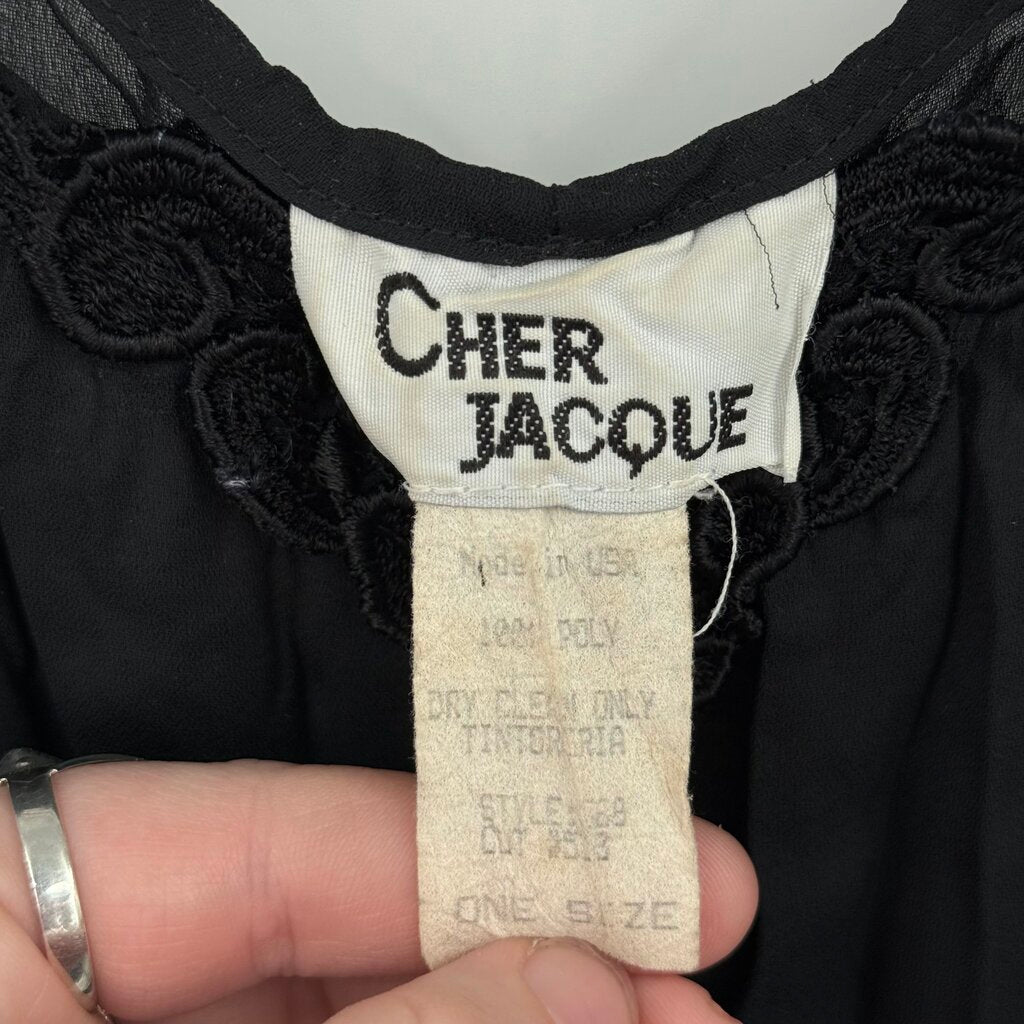 CHER
JACQUE
Made in USA
100% POLY
DRY CLEAN ONLY
TINTORERIA
STYLE:
CUT
ONE SIZE